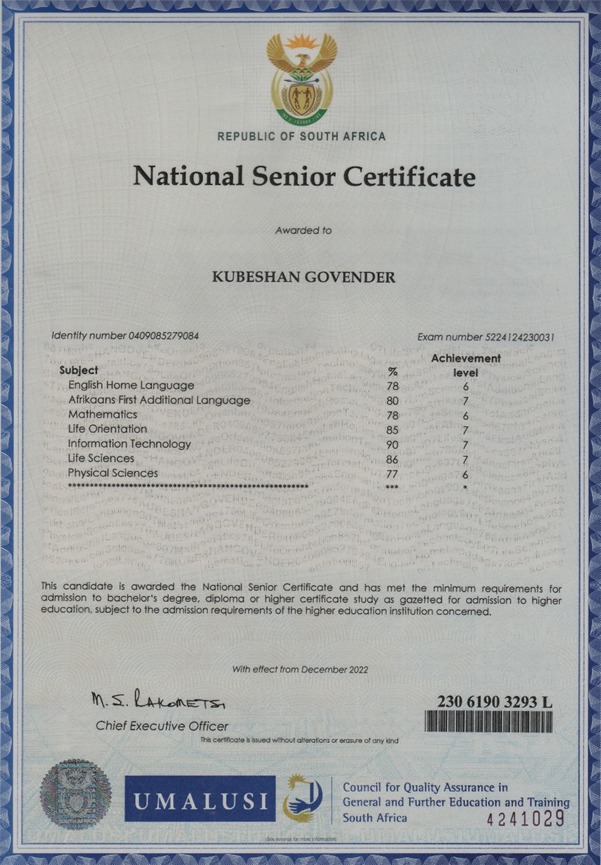 REPUBLIC OF SOUTH AFRICA
National Senior Certificate
Awarded to
KUBESHAN GOVENDER
Identity number 0409085279084 Exam number 5224124230031
Subject % Achievement level
English Home Language 78 6
Afrikaans First Additional Language 80 7
Mathematics 78 6
Life Orientation 85 7
Information Technology 90 7
Life Sciences 86 7
Physical Sciences 77 6
This candidate is awarded the National Senior Certificate and has met the minimum requirements for
admission to bachelor's degree, diploma or higher certificate study as gazetted for admission to higher
education, subject to the admission requirements of the higher education institution concerned.
With effect from December 2022
M. S. RAKOMETSI
Chief Executive Officer
230 6190 3293 L
This certificate is issued without alterations or erasure of any kind
UMALUSI
Council for Quality Assurance in
General and Further Education and Training
South Africa
4241029